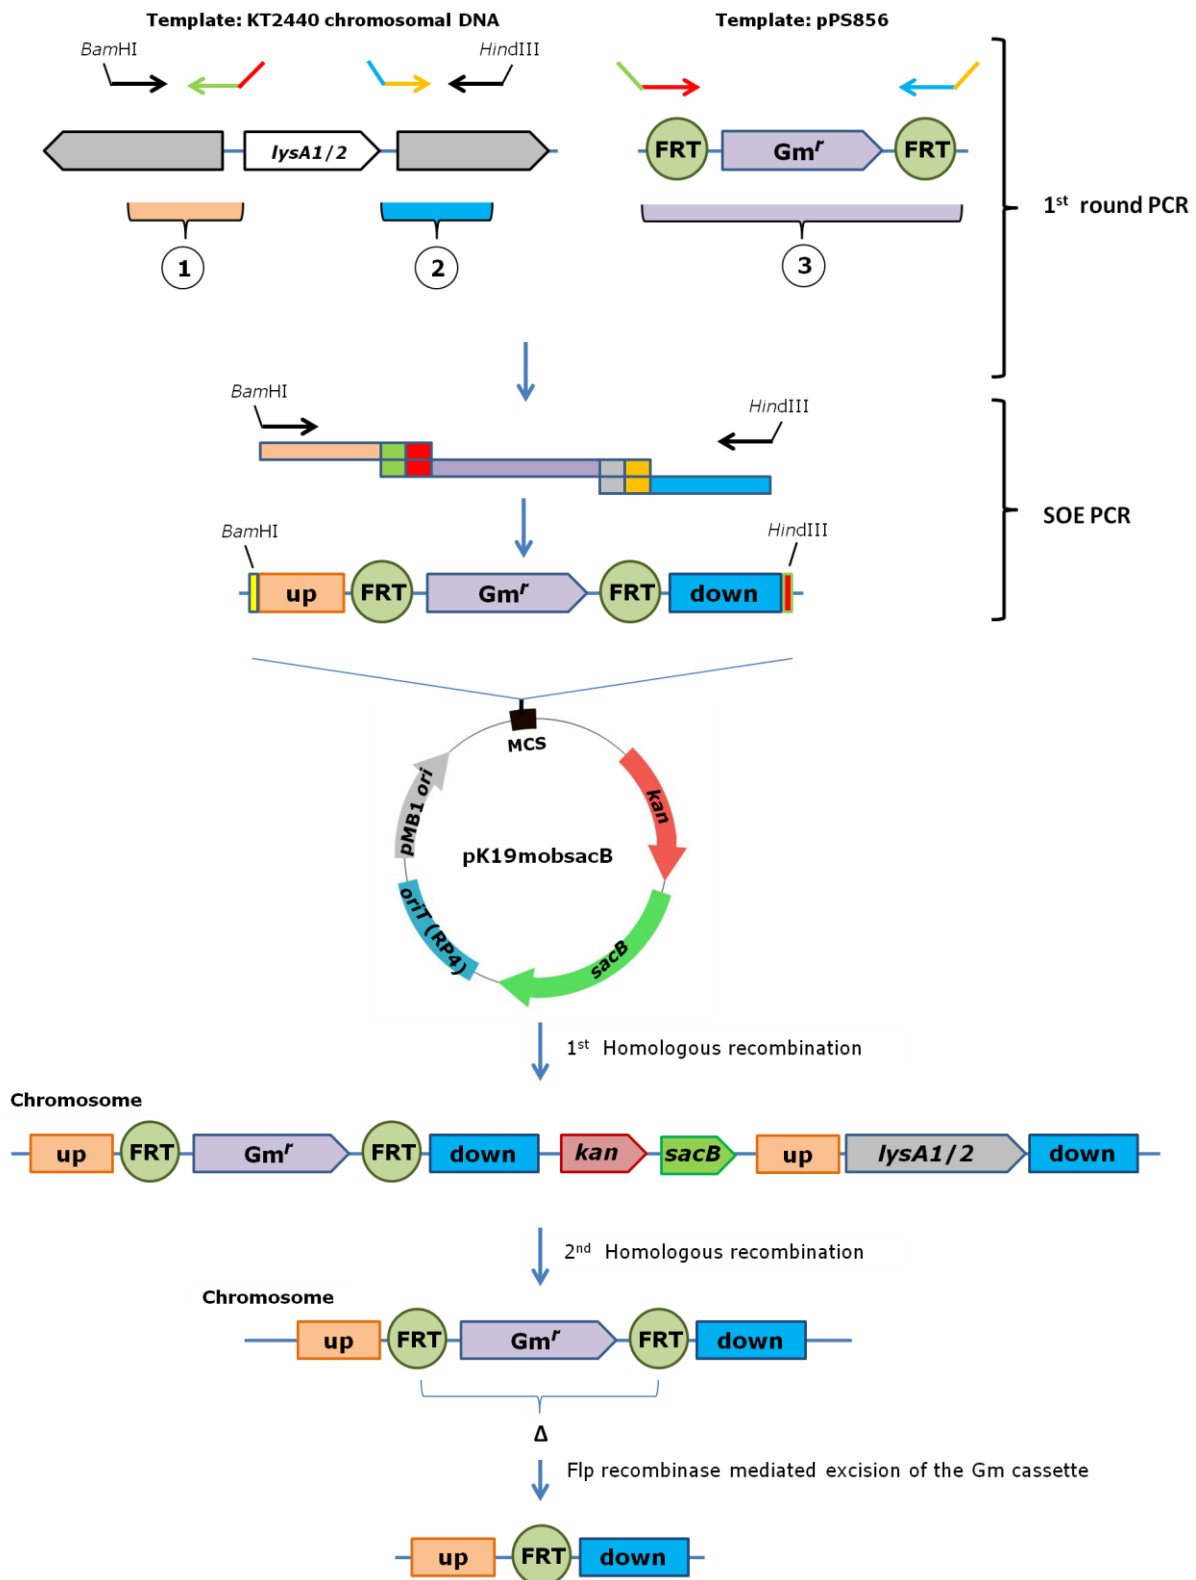 Template: KT2440 chromosomal DNA
Template: pPS856
BamHI
HindIII
lysA1/2
FRT
Gmʳ
FRT
1
2
3
1st round PCR
BamHI
HindIII
SOE PCR
BamHI
HindIII
up
FRT
Gmʳ
FRT
down
MCS
kan
pMB1 ori
pK19mobsacB
oriT (RP4)
sacB
1st Homologous recombination
Chromosome
up
FRT
Gmʳ
FRT
down
kan
sacB
up
lysA1/2
down
2nd Homologous recombination
Chromosome
up
FRT
Gmʳ
FRT
down
Δ
Flp recombinase mediated excision of the Gm cassette
up
FRT
down